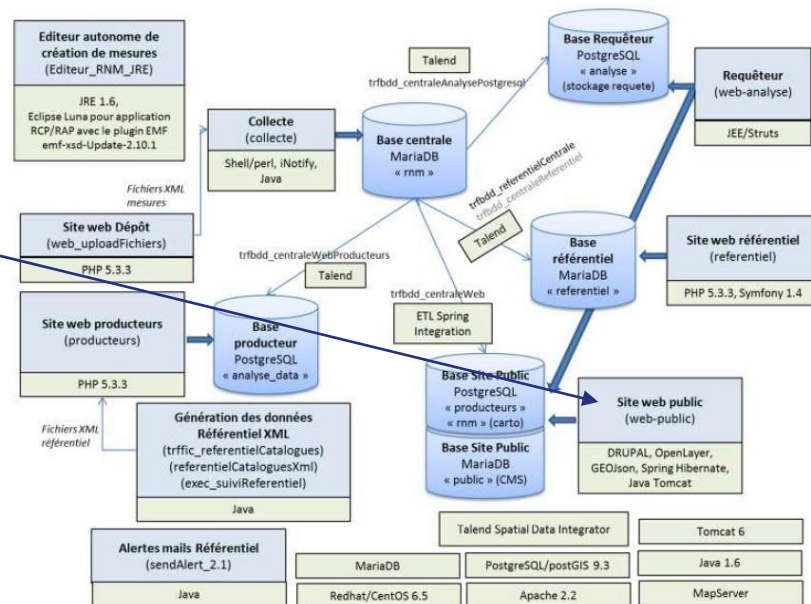 Editeur autonome de
création de mesures
(Editeur_RNM_JRE)
JRE 1.6,
Eclipse Luna pour application
RCP/RAP avec le plugin EMF
emf-xsd-Update-2.10.1
Collecte
(collecte)
Shell/perl, iNotify,
Java
Fichiers XML
mesures
Site web Dépôt
(web_uploadFichiers)
PHP 5.3.3
Site web producteurs
(producteurs)
PHP 5.3.3
Fichiers XML
référentiel
Génération des données
Référentiel XML
(trffic_referentielCatalogues)
(referentielCataloguesXml)
(exec_suiviReferentiel)
Java
Alertes mails Référentiel
(sendAlert_2.1)
Java
Base centrale
MariaDB
« rnm »
Talend
trfbdd_centraleAnalysePostgresql
Base Requêteur
PostgreSQL
« analyse »
(stockage requete)
Requêteur
(web-analyse)
JEE/Struts
trfbdd_referentielCentrale
trfbdd_centraleReferentiel
Talend
Base
référentiel
MariaDB
« referentiel »
Site web référentiel
(referentiel)
PHP 5.3.3, Symfony 1.4
trfbdd_centraleWebProducteurs
Talend
Base
producteur
PostgreSQL
« analyse_data »
trfbdd_centraleWeb
ETL Spring
Integration
Base Site Public
PostgreSQL
« producteurs »
« rnm » (carto)
Base Site Public
MariaDB
« public » (CMS)
Site web public
(web-public)
DRUPAL, OpenLayer,
GEOJson, Spring Hibernate,
Java Tomcat
Talend Spatial Data Integrator
Tomcat 6
MariaDB
PostgreSQL/postGIS 9.3
Java 1.6
Redhat/CentOS 6.5
Apache 2.2
MapServer